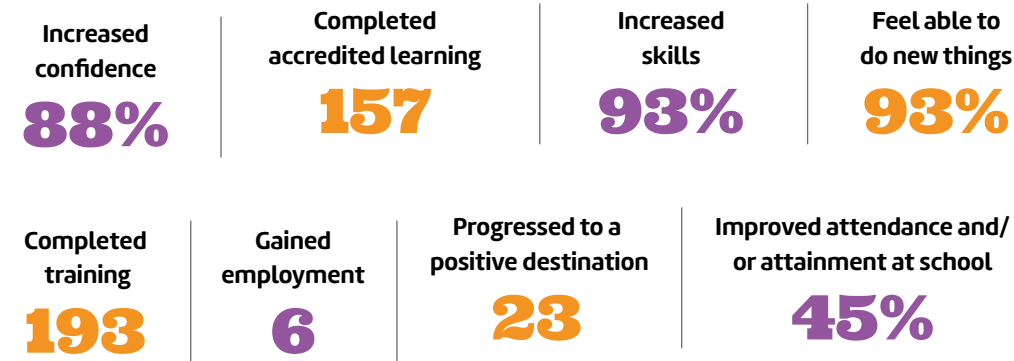 Increased
confidence
88%
Completed
accredited learning
157
Increased
skills
93%
Feel able to
do new things
93%
Completed
training
193
Gained
employment
6
Progressed to a
positive destination
23
Improved attendance and/
or attainment at school
45%